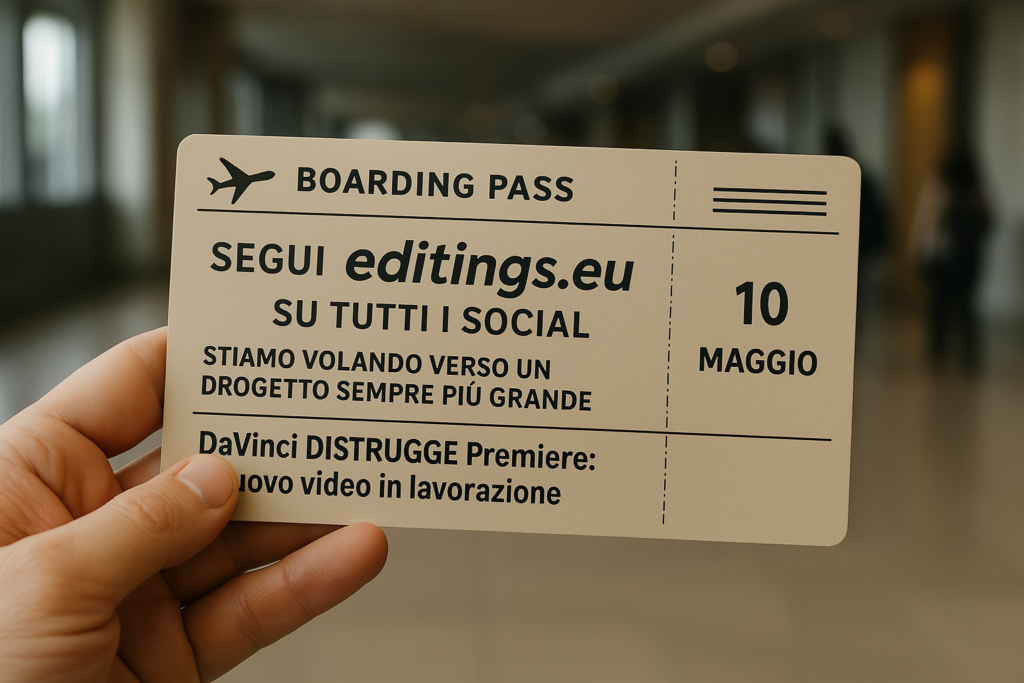 BOARDING PASS
SEGUI editings.eu
SU TUTTI I SOCIAL
STIAMO VOLANDO VERSO UN
DROGETTO SEMPRE PIÚ GRANDE
10
MAGGIO
DaVinci DISTRUGGE Premiere:
uovo video in lavorazione